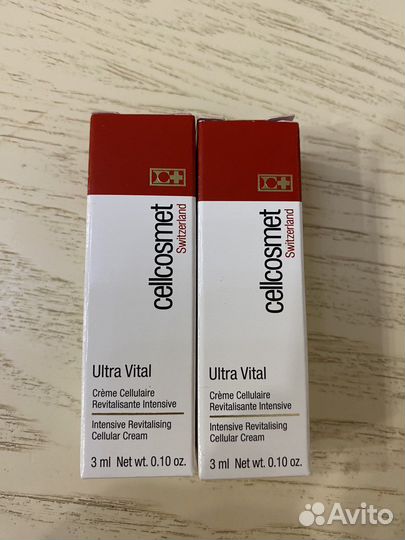 cellcosmet
Switzerland
Ultra Vital
Crème Cellulaire
Revitalisante Intensive
Intensive Revitalising
Cellular Cream
3 ml Net wt. 0.10 oz.
cellcosmet
Switzerland
Ultra Vital
Crème Cellulaire
Revitalisante Intensive
Intensive Revitalising
Cellular Cream
3 ml Net wt. 0.10 oz.
Avito